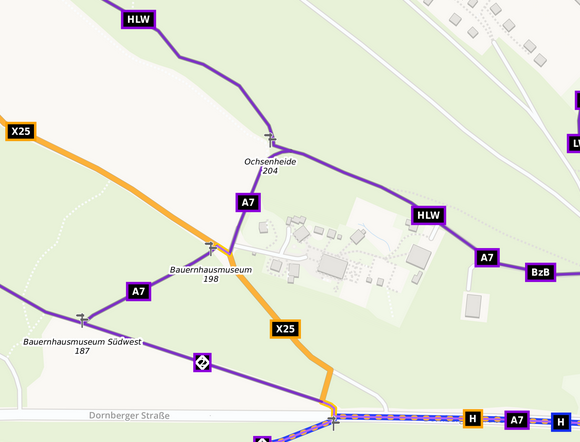 HLW
X25
Ochsenheide
204
A7
HLW
A7
BzB
Bauernhausmuseum
198
A7
X25
Bauernhausmuseum Südwest
187
Dornberger Straße
H
A7
H